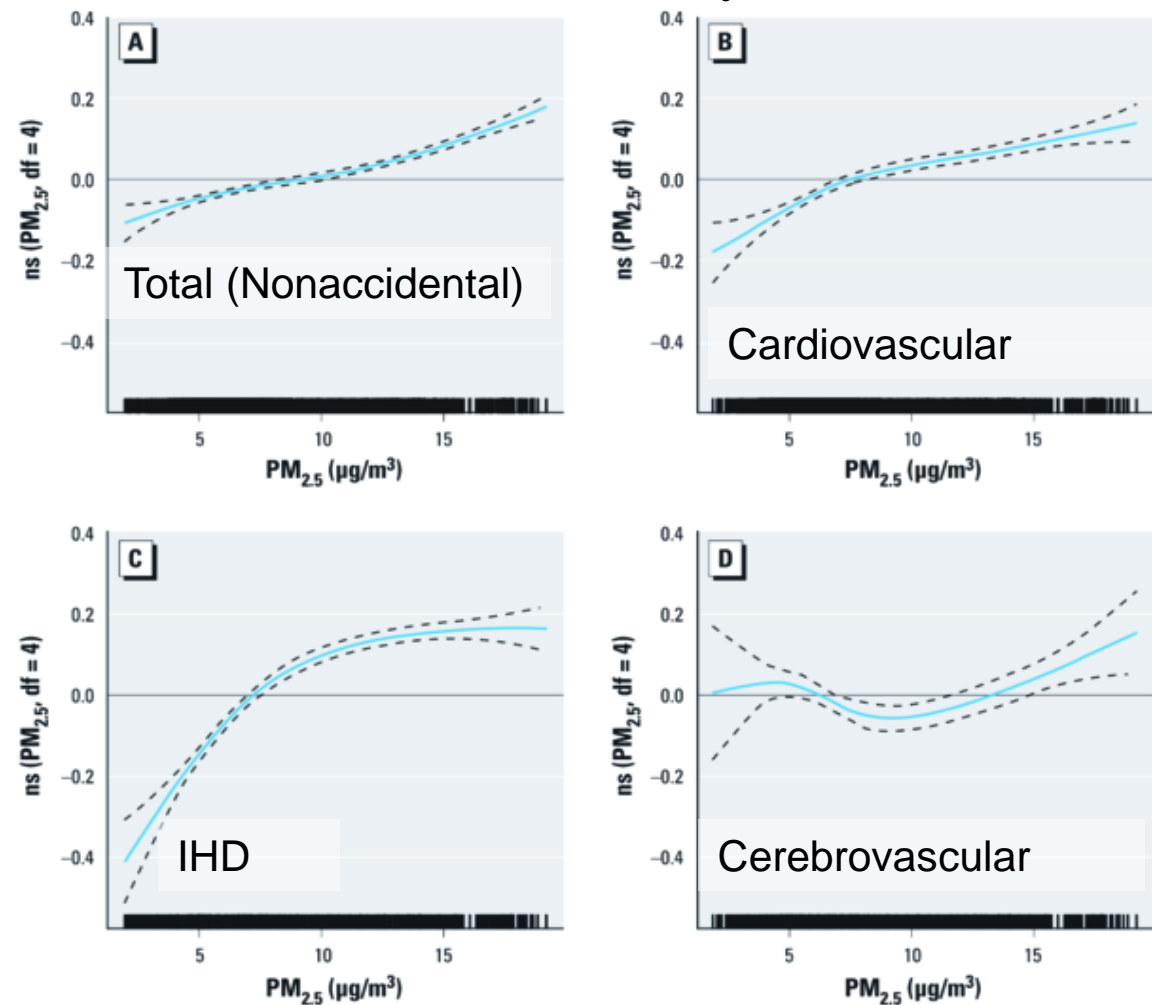 A
0.4
0.2
0.0
−0.2
−0.4
ns (PM2.5, df = 4)
Total (Nonaccidental)
5 10 15
PM2.5 (µg/m3)
B
0.4
0.2
0.0
−0.2
−0.4
ns (PM2.5, df = 4)
Cardiovascular
5 10 15
PM2.5 (µg/m3)
C
0.4
0.2
0.0
−0.2
−0.4
ns (PM2.5, df = 4)
IHD
5 10 15
PM2.5 (µg/m3)
D
0.4
0.2
0.0
−0.2
−0.4
ns (PM2.5, df = 4)
Cerebrovascular
5 10 15
PM2.5 (µg/m3)